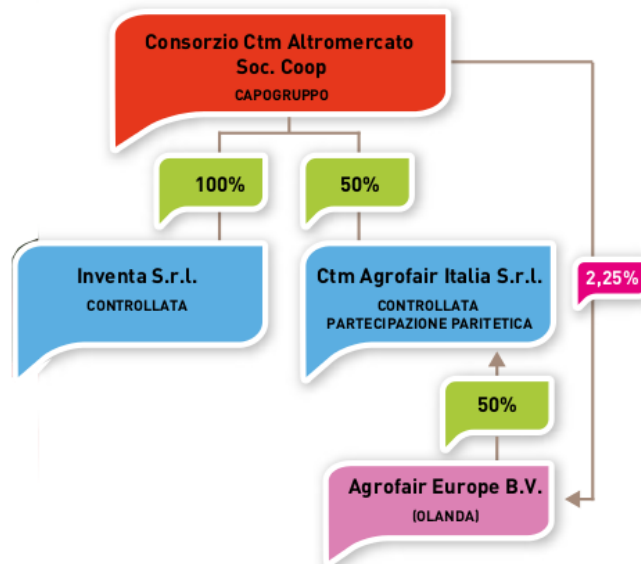 Consorzio Ctm Altromercato
Soc. Coop
CAPOGRUPPO
100%
50%
Inventa S.r.l.
CONTROLLATA
Ctm Agrofair Italia S.r.l.
CONTROLLATA
PARTECIPAZIONE PARITETICA
2,25%
50%
Agrofair Europe B.V.
(OLANDA)